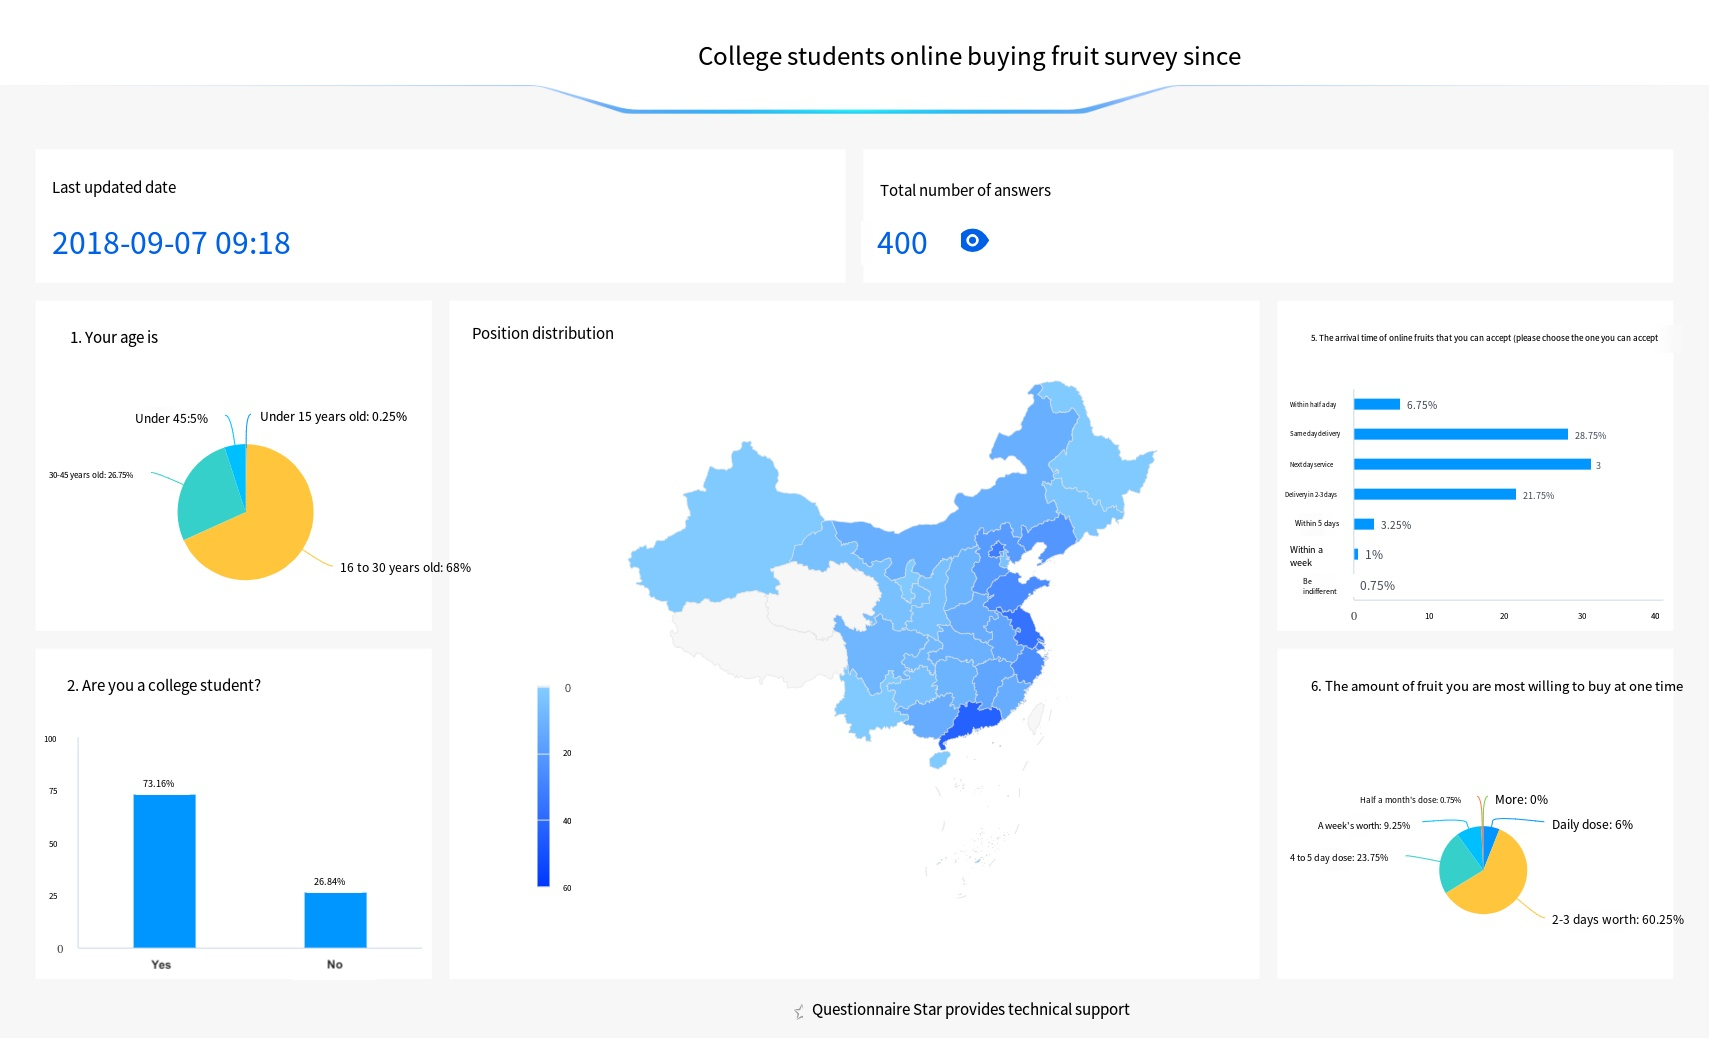 College students online buying fruit survey since
Last updated date
2018-09-07 09:18
Total number of answers
400
1. Your age is
Under 45:5%
Under 15 years old: 0.25%
30-45 years old: 26.75%
16 to 30 years old: 68%
2. Are you a college student?
100
75
50
25
0
73.16%
26.84%
Yes
No
Position distribution
0
20
40
60
5. The arrival time of online fruits that you can accept (please choose the one you can accept
Within half a day
6.75%
Same day delivery
28.75%
Next day service
3
Delivery in 2-3 days
21.75%
Within 5 days
3.25%
Within a
week
1%
Be
indifferent
0.75%
0
10
20
30
40
6. The amount of fruit you are most willing to buy at one time
Half a month's dose: 0.75%
More: 0%
A week's worth: 9.25%
Daily dose: 6%
4 to 5 day dose: 23.75%
2-3 days worth: 60.25%
Questionnaire Star provides technical support